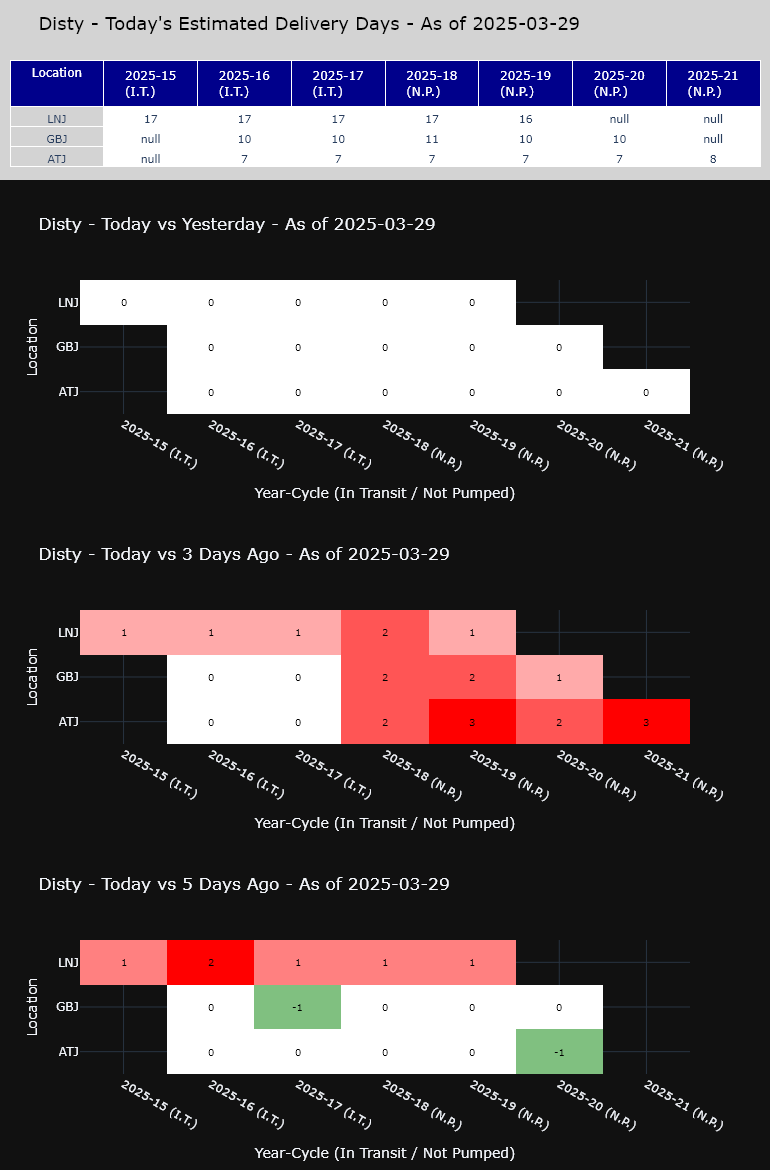 Disty - Today's Estimated Delivery Days - As of 2025-03-29
Location 2025-15 (I.T.) 2025-16 (I.T.) 2025-17 (I.T.) 2025-18 (N.P.) 2025-19 (N.P.) 2025-20 (N.P.) 2025-21 (N.P.)
LNJ 17 17 17 17 16 null null
GBJ null 10 10 11 10 10 null
ATJ null 7 7 7 7 7 8
Disty - Today vs Yesterday - As of 2025-03-29
Location
LNJ 0 0 0 0 0
GBJ 0 0 0 0 0
ATJ 0 0 0 0 0 0
2025-15 (I.T.) 2025-16 (I.T.) 2025-17 (I.T.) 2025-18 (N.P.) 2025-19 (N.P.) 2025-20 (N.P.) 2025-21 (N.P.)
Year-Cycle (In Transit / Not Pumped)
Disty - Today vs 3 Days Ago - As of 2025-03-29
Location
LNJ 1 1 1 2 1
GBJ 0 0 2 2 1
ATJ 0 0 2 3 2 3
2025-15 (I.T.) 2025-16 (I.T.) 2025-17 (I.T.) 2025-18 (N.P.) 2025-19 (N.P.) 2025-20 (N.P.) 2025-21 (N.P.)
Year-Cycle (In Transit / Not Pumped)
Disty - Today vs 5 Days Ago - As of 2025-03-29
Location
LNJ 1 2 1 1 1
GBJ 0 -1 0 0 0
ATJ 0 0 0 0 -1
2025-15 (I.T.) 2025-16 (I.T.) 2025-17 (I.T.) 2025-18 (N.P.) 2025-19 (N.P.) 2025-20 (N.P.) 2025-21 (N.P.)
Year-Cycle (In Transit / Not Pumped)